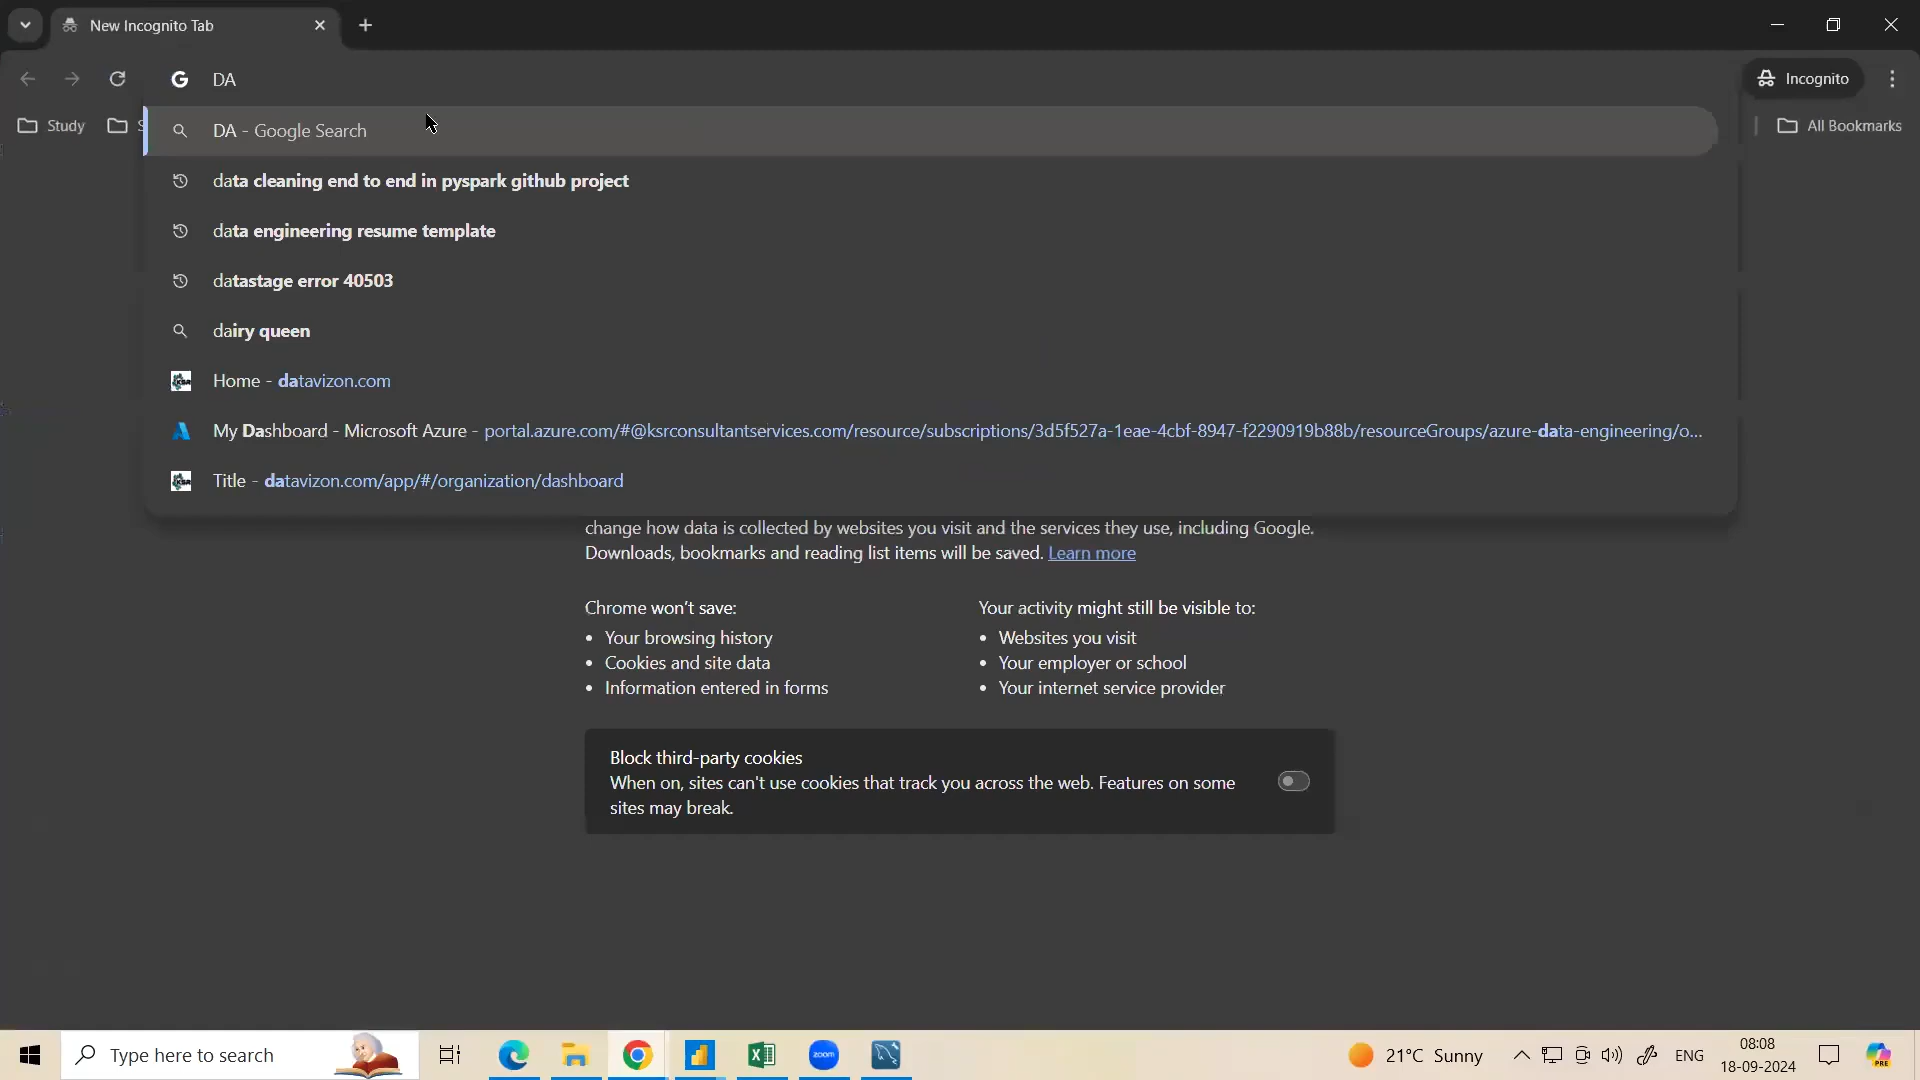 New Incognito Tab
DA
Incognito
Study
S
All Bookmarks
DA - Google Search
data cleaning end to end in pyspark github project
data engineering resume template
datastage error 40503
dairy queen
Home - datavizon.com
My Dashboard - Microsoft Azure - portal.azure.com/#@ksrconsultantservices.com/resource/subscriptions/3d5f527a-1eae-4cbf-8947-f2290919b88b/resourceGroups/azure-data-engineering/o...
Title - datavizon.com/app/#/organization/dashboard
change how data is collected by websites you visit and the services they use, including Google.
Downloads, bookmarks and reading list items will be saved. Learn more
Chrome won't save:
• Your browsing history
• Cookies and site data
• Information entered in forms
Your activity might still be visible to:
• Websites you visit
• Your employer or school
• Your internet service provider
Block third-party cookies
When on, sites can't use cookies that track you across the web. Features on some
sites may break.
Type here to search
zoom
21°C Sunny
ENG
08:08
18-09-2024
PRE